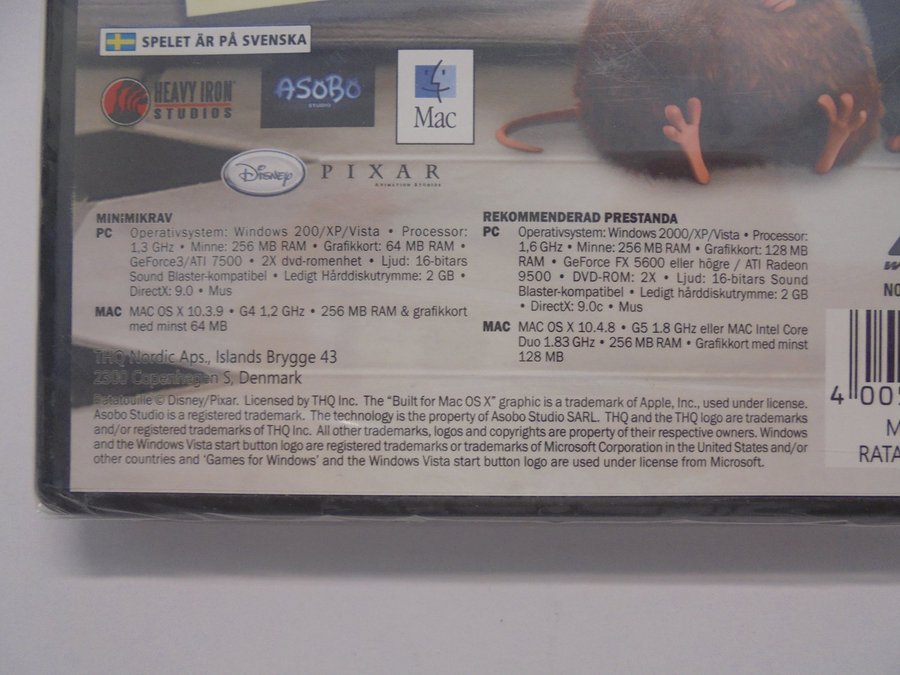 SPELET ÄR PÅ SVENSKA
HEAVY IRON
STUDIOS
ASOBO
STUDIO
Mac
Disney
PIXAR
ANIMATION STUDIOS
MINIMIKRAV
PC Operativsystem: Windows 200/XP/Vista • Processor:
1,3 GHz • Minne: 256 MB RAM • Grafikkort: 64 MB RAM •
GeForce3/ATI 7500 • 2X dvd-romenhet • Ljud: 16-bitars
Sound Blaster-kompatibel • Ledigt Hårddiskutrymme: 2 GB •
DirectX: 9.0 • Mus
MAC MAC OS X 10.3.9 • G4 1,2 GHz • 256 MB RAM & grafikkort
med minst 64 MB
REKOMMENDERAD PRESTANDA
PC Operativsystem: Windows 2000/XP/Vista • Processor:
1,6 GHz • Minne: 256 MB RAM • Grafikkort: 128 MB
RAM • GeForce FX 5600 eller högre / ATI Radeon
9500 • DVD-ROM: 2X • Ljud: 16-bitars Sound
Blaster-kompatibel • Ledigt hårddiskutrymme: 2 GB
• DirectX: 9.0c • Mus
MAC MAC OS X 10.4.8 • G5 1.8 GHz eller MAC Intel Core
Duo 1.83 GHz • 256 MB RAM • Grafikkort med minst
128 MB
THQ Nordic Aps., Islands Brygge 43
2300 Copenhagen S, Denmark
Ratatouille © Disney/Pixar. Licensed by THQ Inc. The "Built for Mac OS X" graphic is a trademark of Apple, Inc., used under license.
Asobo Studio is a registered trademark. The technology is the property of Asobo Studio SARL. THQ and the THQ logo are trademarks
and/or registered trademarks of THQ Inc. All other trademarks, logos and copyrights are property of their respective owners. Windows
and the Windows Vista start button logo are registered trademarks or trademarks of Microsoft Corporation in the United States and/or
other countries and 'Games for Windows' and the Windows Vista start button logo are used under license from Microsoft.
4 005
RATA